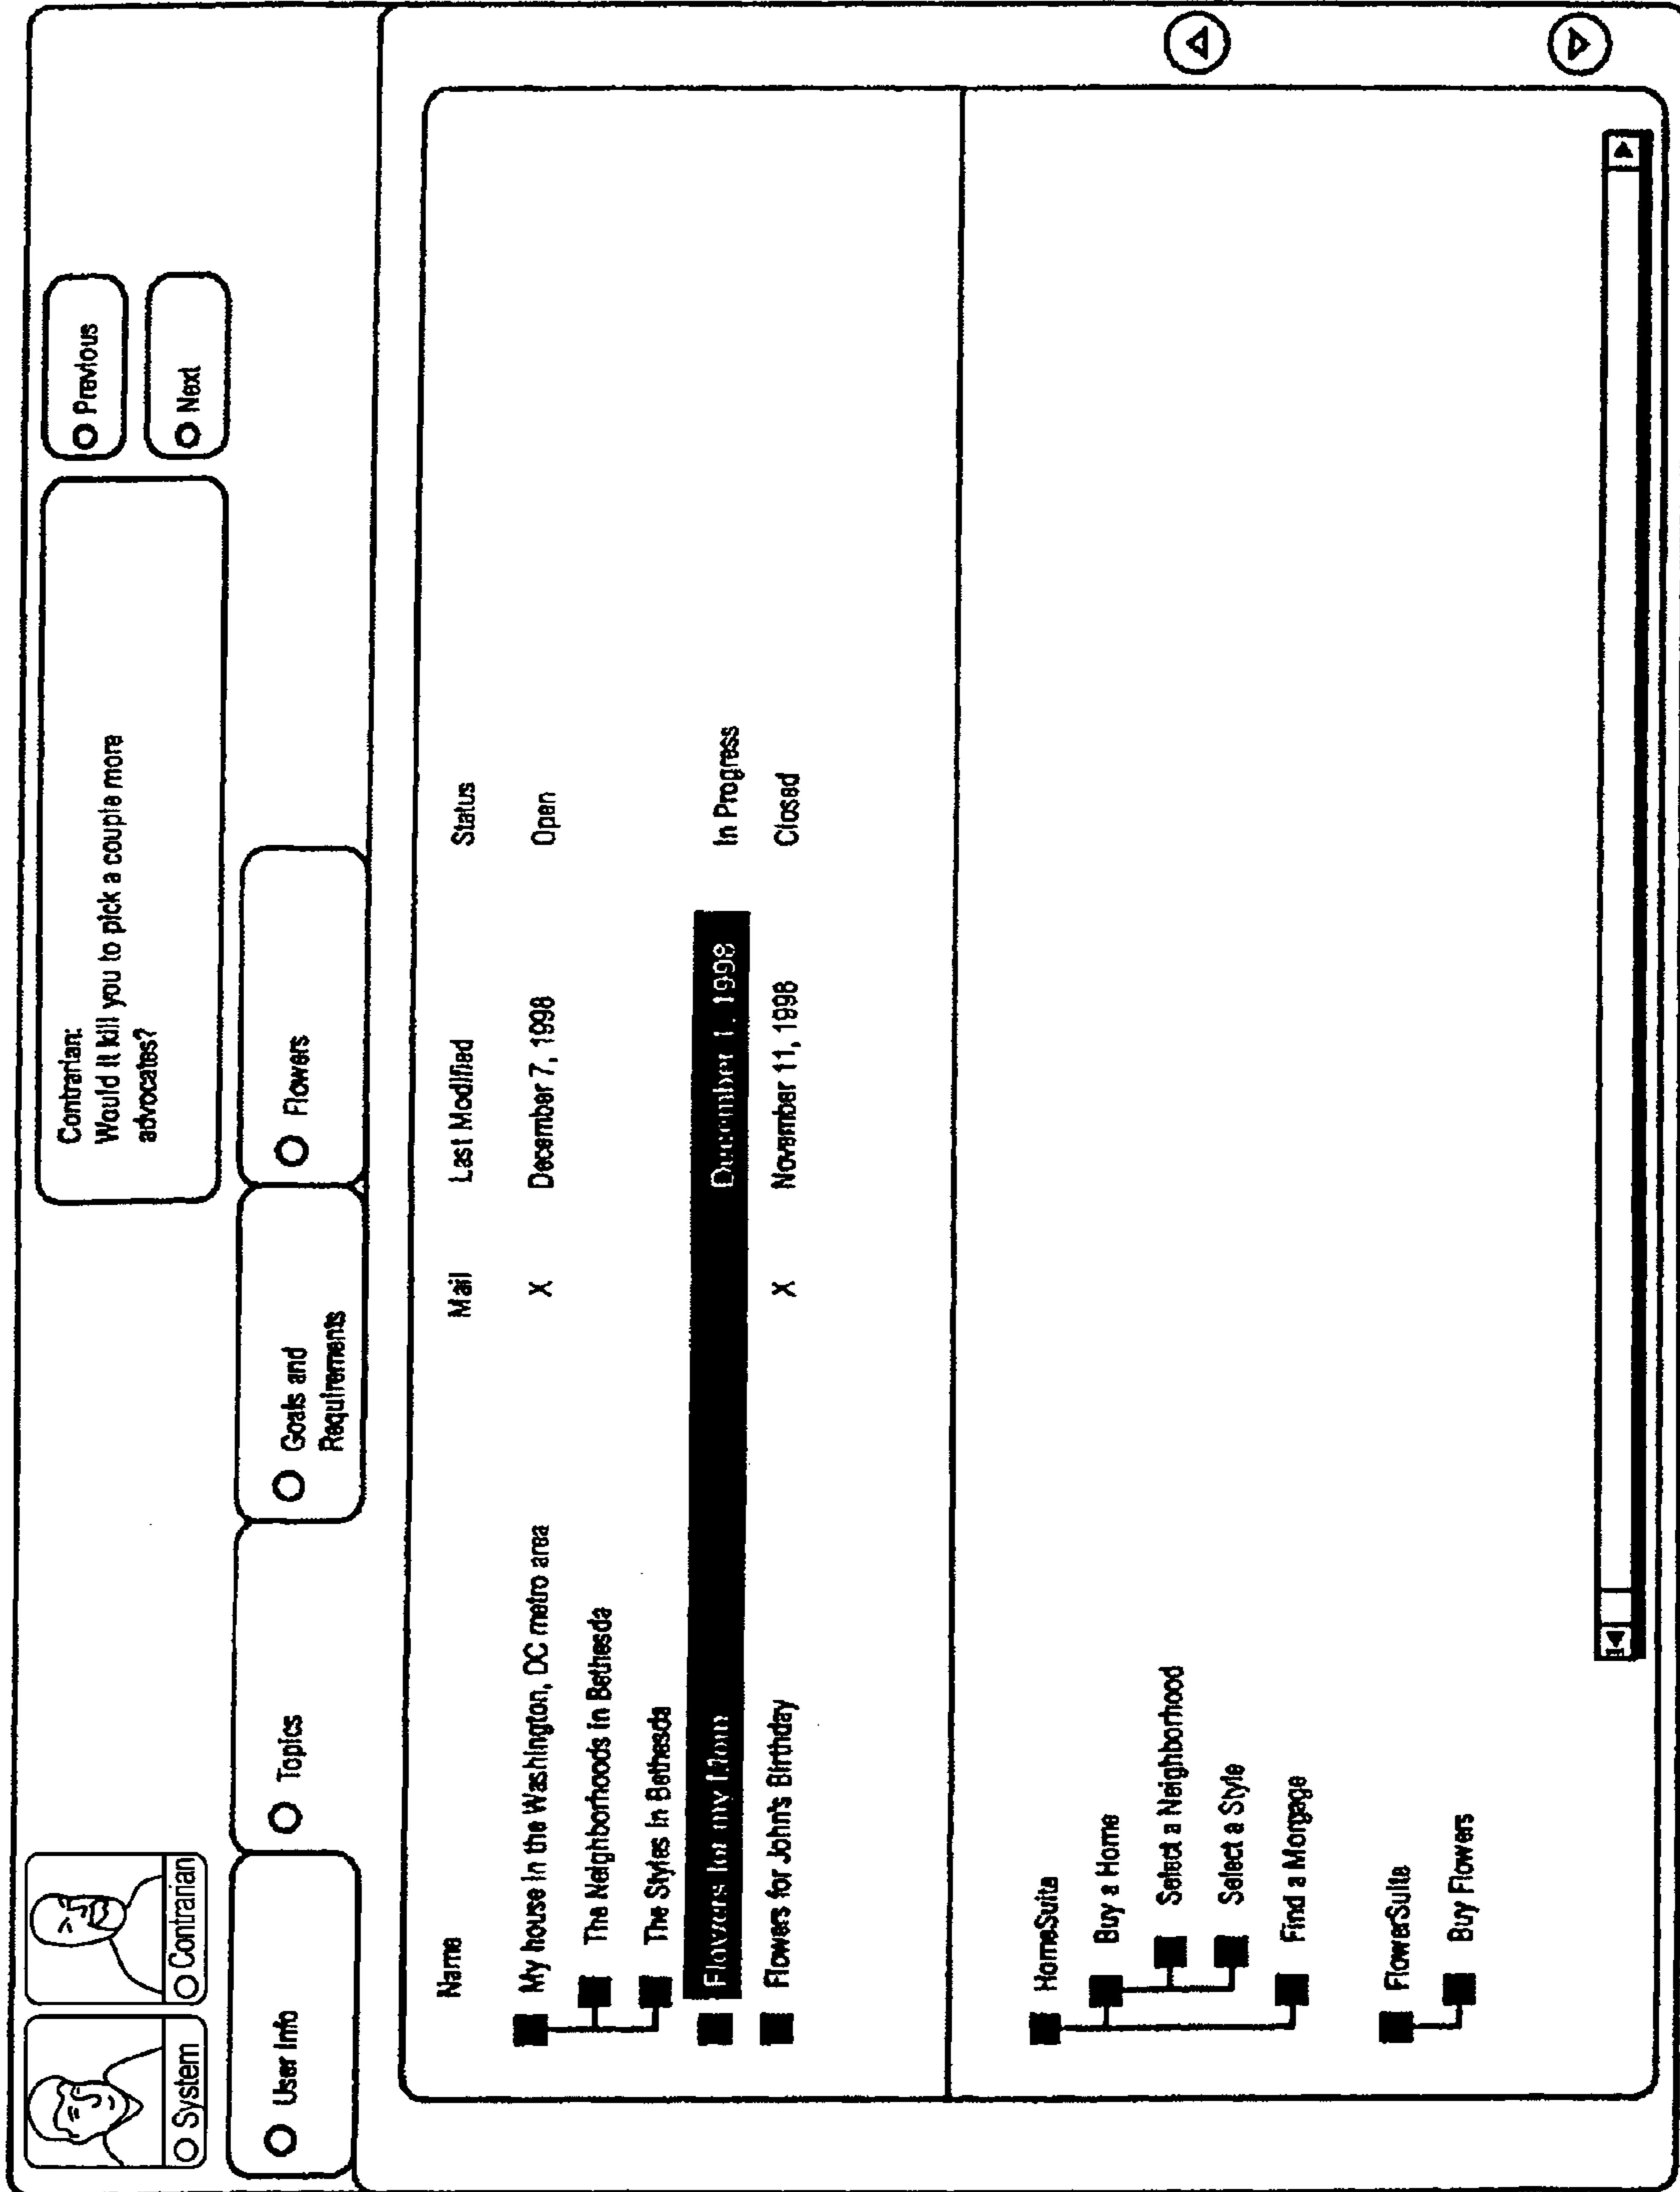 System
Contrarian
Contrarian:
Would it kill you to pick a couple more
advocates?
Previous
Next
User Info
Topics
Goals and
Requirements
Flowers
Name Mail Last Modified Status
My house in the Washington, DC metro area X December 7, 1998 Open
The Neighborhoods in Bethesda
The Styles in Bethesda
Flowers for my Mom December 1, 1998 In Progress
Flowers for John's Birthday X November 11, 1998 Closed
HomeSuite
Buy a Home
Select a Neighborhood
Select a Style
Find a Morgage
FlowerSuite
Buy Flowers